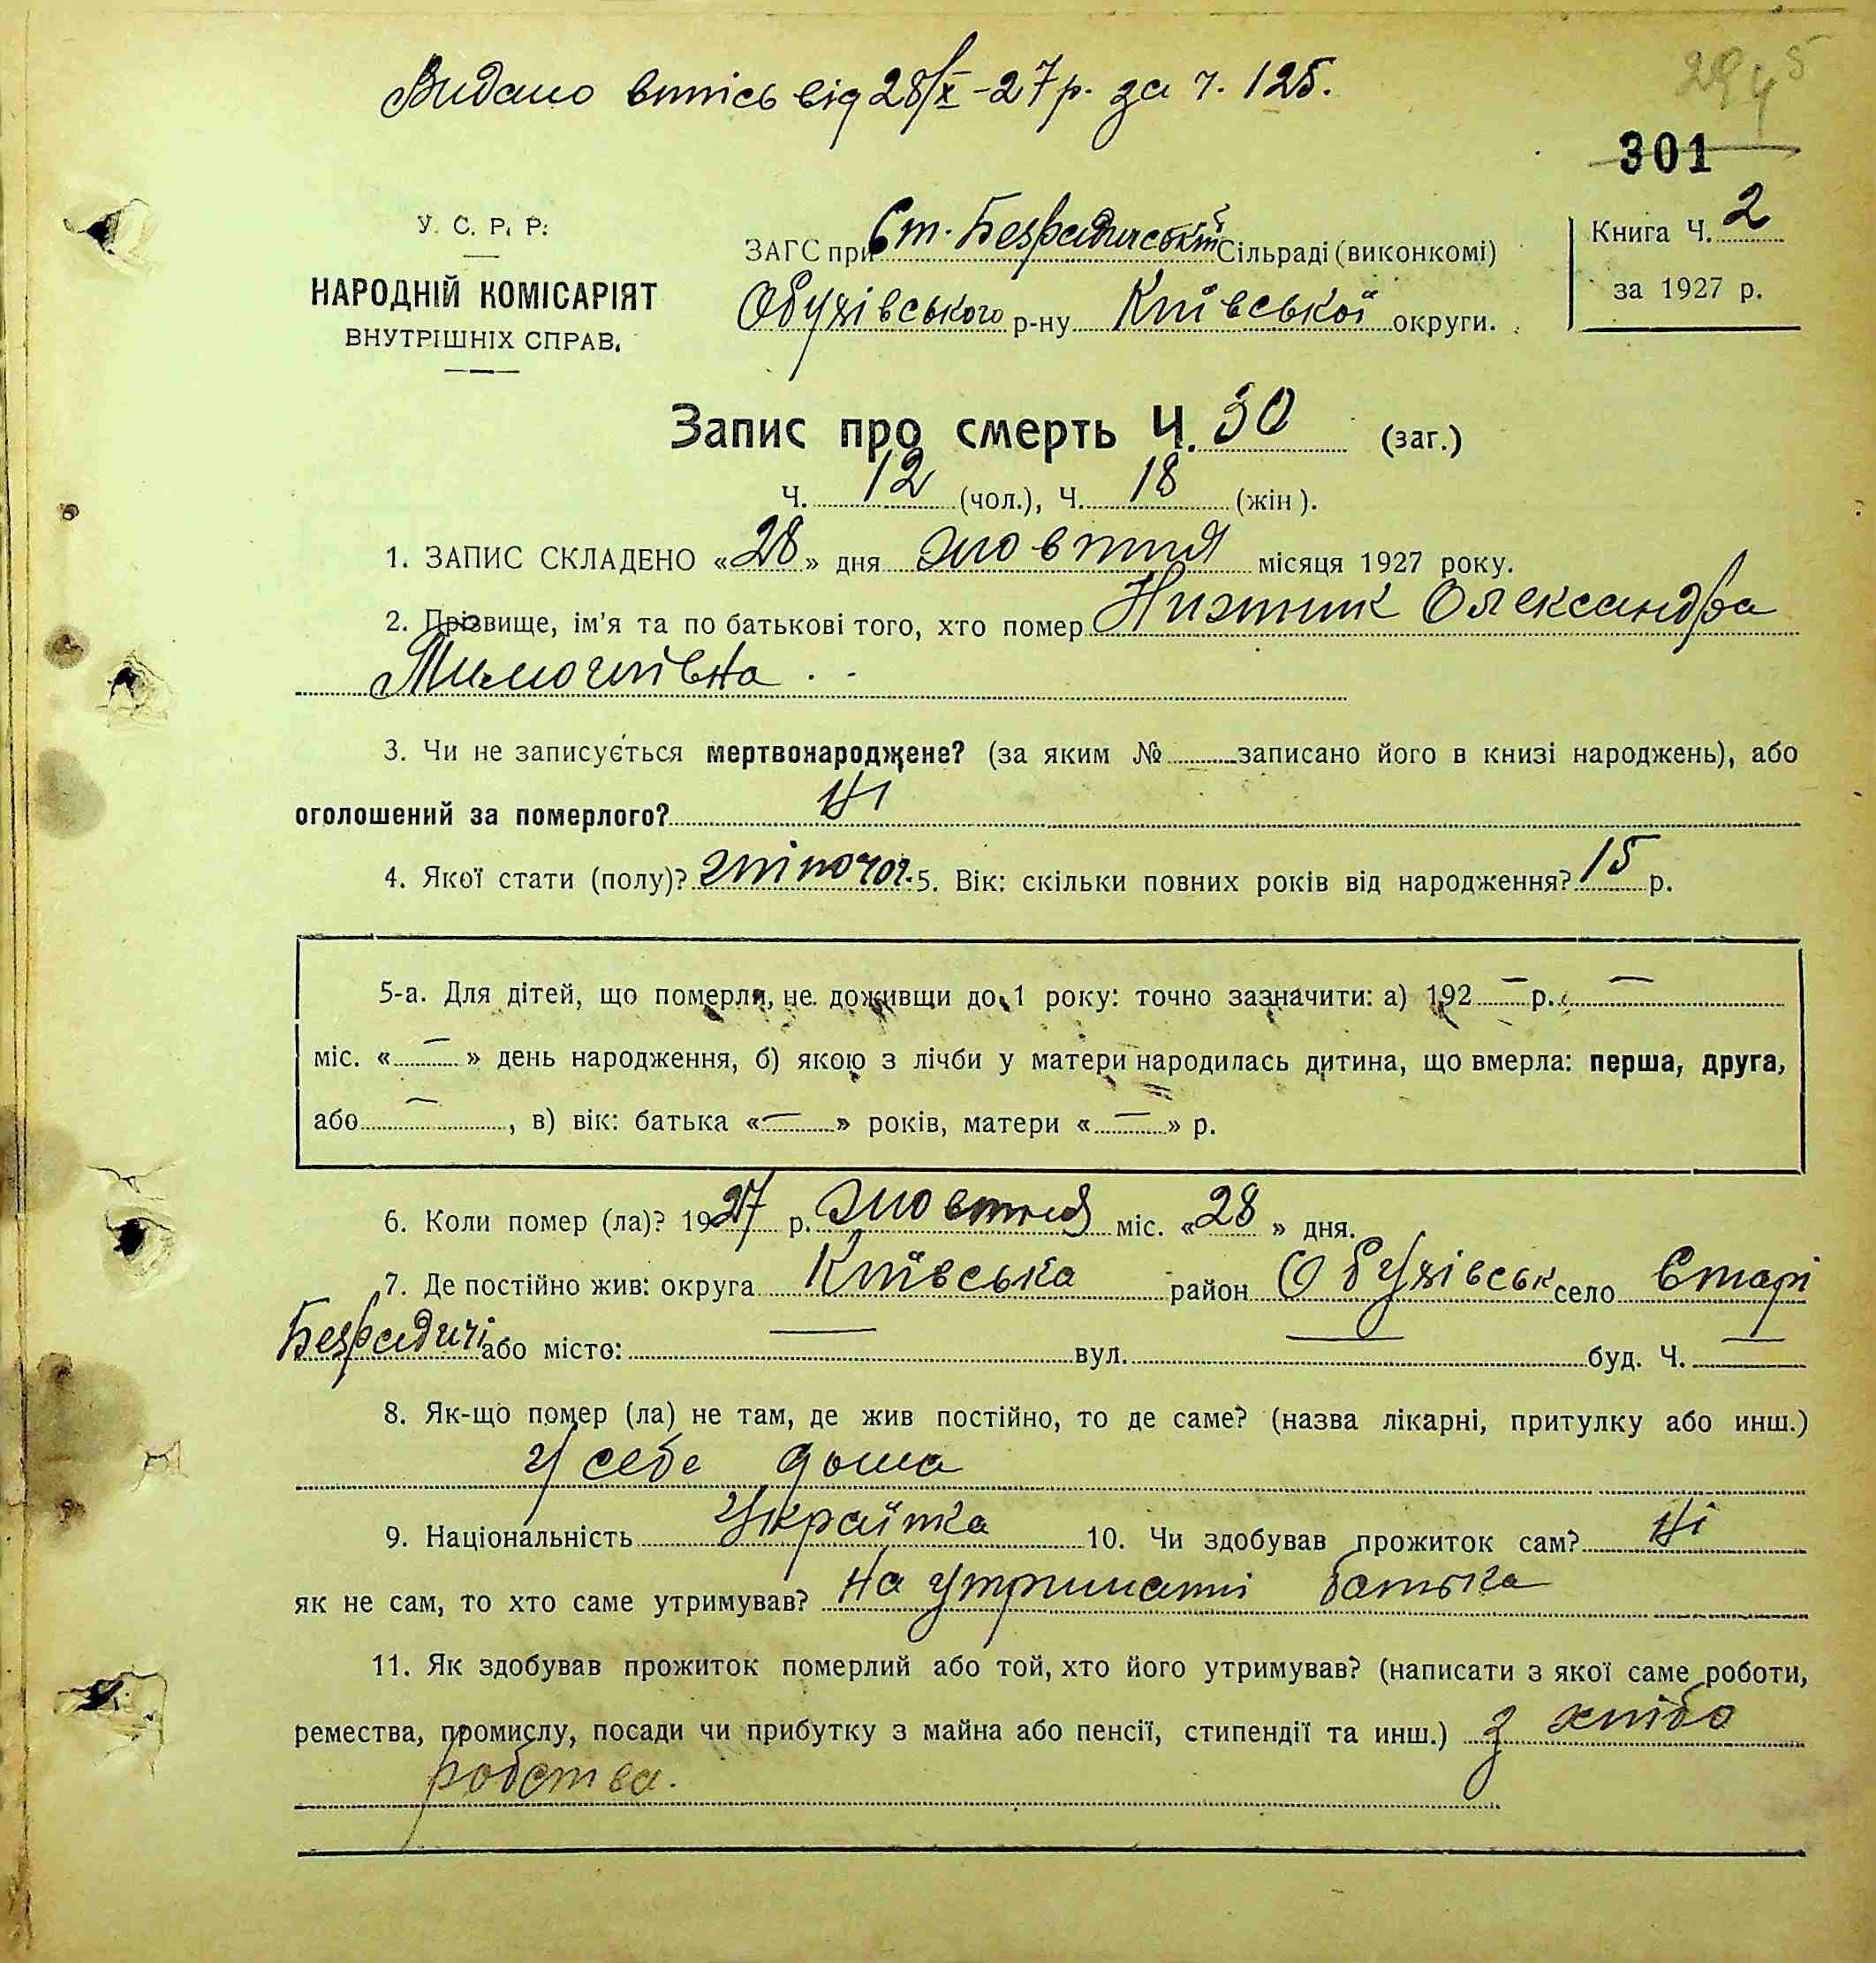 Видано випісь від 28/X-27 р. за ч. 125.
301
У. С. Р. Р.
НАРОДНІЙ КОМІСАРІЯТ
ВНУТРІШНІХ СПРАВ.
ЗАГС при Ст. Безрадичській Сільраді (виконкомі)
Обухівського р-ну Київської округи.
Книга Ч. 2
за 1927 р.
Запис про смерть Ч. 30 (заг.)
Ч. 12 (чол.), Ч. 18 (жін).
1. ЗАПИС СКЛАДЕНО «28» дня жовтня місяця 1927 року.
2. Прізвище, ім'я та по батькові того, хто помер Нижник Олександра
3. Чи не записується мертвонароджене? (за яким № записано його в книзі народжень), або
оголошений за померлого? Ні
4. Якої стати (полу)? жіночої. 5. Вік: скільки повних років від народження? 15 р.
5-а. Для дітей, що померли, не доживщи до 1 року: точно зазначити: а) 192 — р. —
міс. « — » день народження, б) якою з лічби у матери народилась дитина, що вмерла: перша, друга,
або — , в) вік: батька « — » років, матери « — » р.
6. Коли помер (ла)? 1927 р. жовтня міс. «28» дня.
7. Де постійно жив: округа Київська район Обухівськ село Старі
Безрадичі або місто: — вул. — буд. Ч. —
8. Як-що помер (ла) не там, де жив постійно, то де саме? (назва лікарні, притулку або инш.)
У себе дома
9. Національність Українка 10. Чи здобував прожиток сам? Ні
як не сам, то хто саме утримував? На утриманні батька
11. Як здобував прожиток померлий або той, хто його утримував? (написати з якої саме роботи,
ремества, промислу, посади чи прибутку з майна або пенсії, стипендії та инш.) З хлібо
робства.